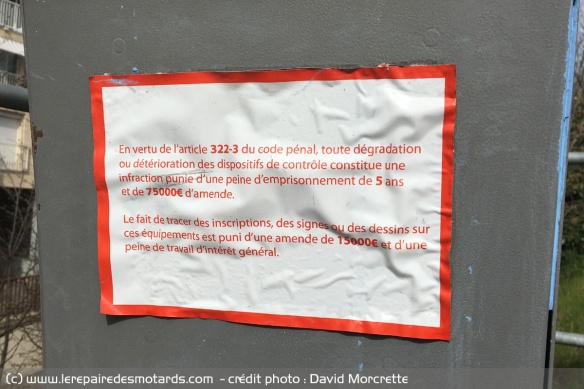 En vertu de l'article 322-3 du code pénal, toute dégradation
ou détérioration des dispositifs de contrôle constitue une
infraction punie d'une peine d'emprisonnement de 5 ans
et de 75000€ d'amende.
Le fait de tracer des inscriptions, des signes ou des dessins sur
ces équipements est puni d'une amende de 15000€ et d'une
peine de travail d'intérêt général.
(c) www.lerepairedesmotards.com - crédit photo : David Morcrette